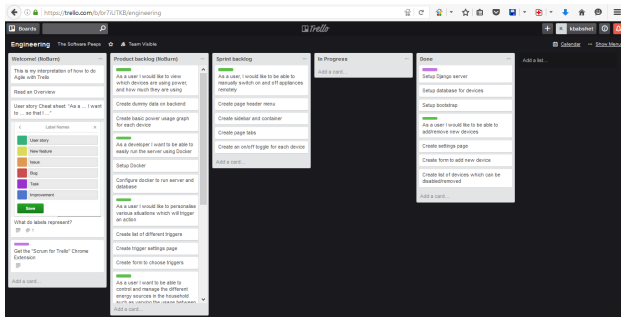 https://trello.com/b/br7iUTKB/engineering
Boards
Trello
kbabshet
Engineering The Software Peeps Team Visible
Calendar ... Show Menu
Welcome! (NoBurn)
This is my interpretation of how to do
Agile with Trello
Read an Overview
User story Cheat sheet: "As a ... I want
to ... so that I..."
Label Names
User story
New feature
Issue
Bug
Task
Improvement
Save
What do labels represent?
Get the "Scrum for Trello" Chrome
Extension
Add a card...
Product backlog (NoBurn)
As a user I would like to view
which devices are using power,
and how much they are using
Create dummy data on backend
Create basic power usage graph
for each device
As a developer I want to be able to
easily run the server using Docker
Setup Docker
Configure docker to run server and
database
As a user I would like to personalise
various situations which will trigger
an action
Create list of different triggers
Create trigger settings page
Create form to choose triggers
As a user I want to be able to
control and manage the different
energy sources in the household
such as varying the usage between
Add a card...
Sprint backlog
As a user, I would like to be able to
manually switch on and off appliances
remotely
Create page header menu
Create sidebar and container
Create page tabs
Create an on/off toggle for each device
Add a card...
In Progress
Add a card...
Done
Setup Django server
Setup database for devices
Setup bootstrap
As a user I would like to be able to
add/remove new devices
Create settings page
Create form to add new device
Create list of devices which can be
disabled/removed
Add a card...
Add a list...